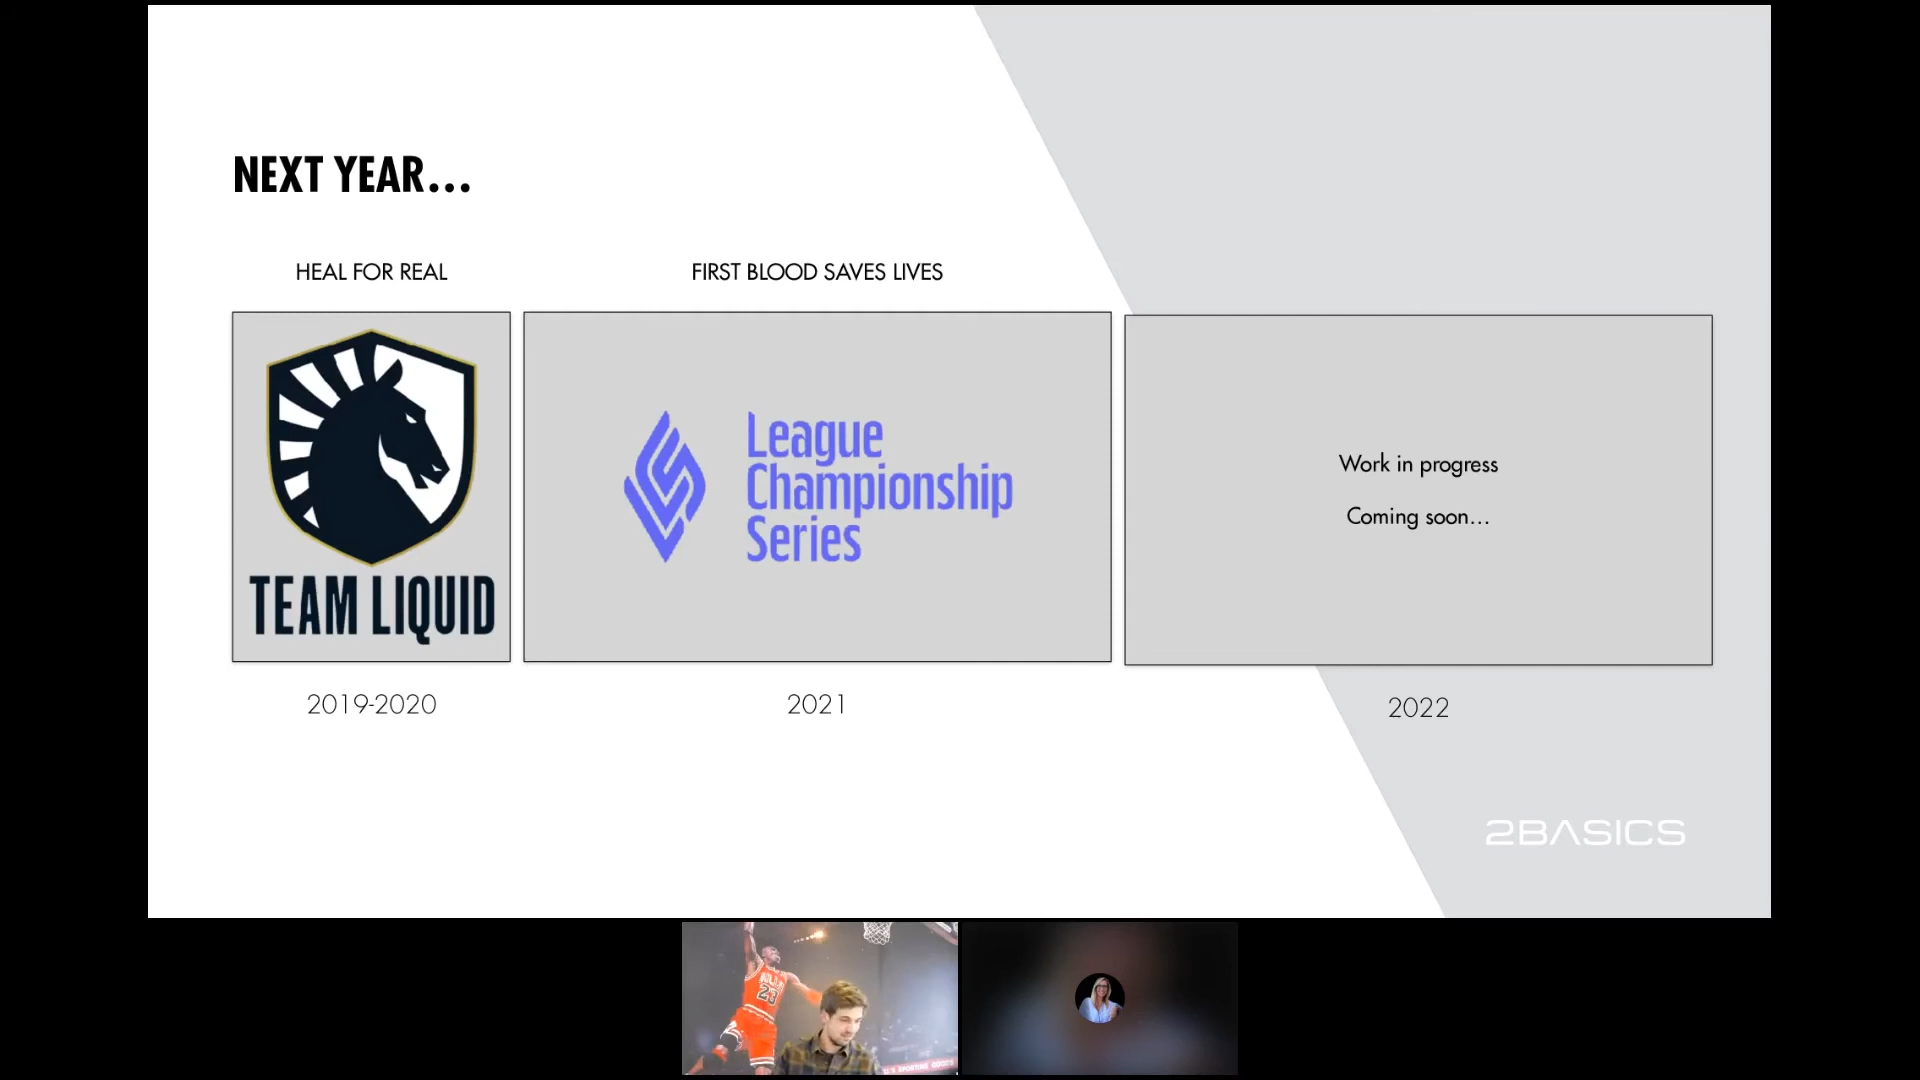 NEXT YEAR...
HEAL FOR REAL
FIRST BLOOD SAVES LIVES
TEAM LIQUID
League
Championship
Series
Work in progress
Coming soon...
2019-2020
2021
2022
2BASICS
23